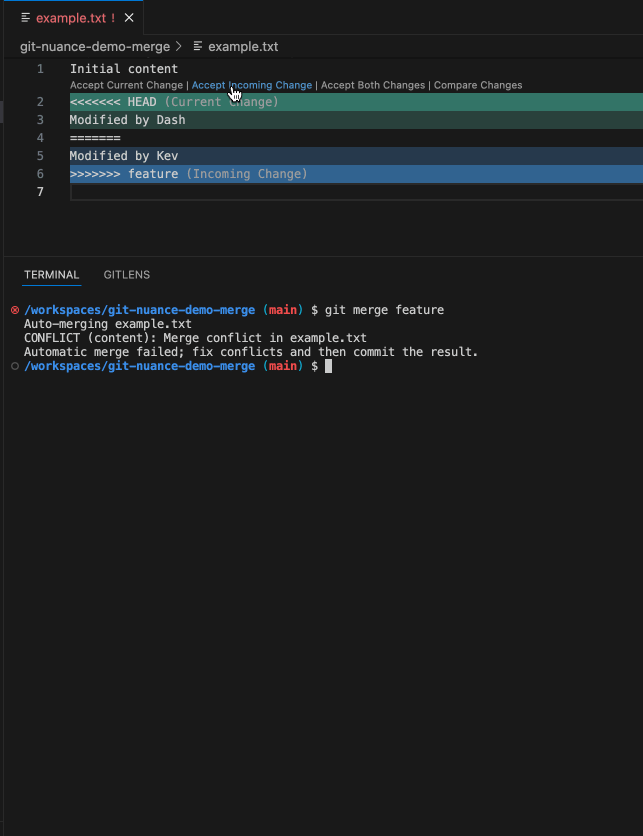 example.txt !
git-nuance-demo-merge > example.txt
1 Initial content
Accept Current Change | Accept Incoming Change | Accept Both Changes | Compare Changes
2 <<<<<<< HEAD (Current Change)
3 Modified by Dash
4 =======
5 Modified by Kev
6 >>>>>>> feature (Incoming Change)
7
TERMINAL GITLENS
/workspaces/git-nuance-demo-merge (main) $ git merge feature
Auto-merging example.txt
CONFLICT (content): Merge conflict in example.txt
Automatic merge failed; fix conflicts and then commit the result.
/workspaces/git-nuance-demo-merge (main) $